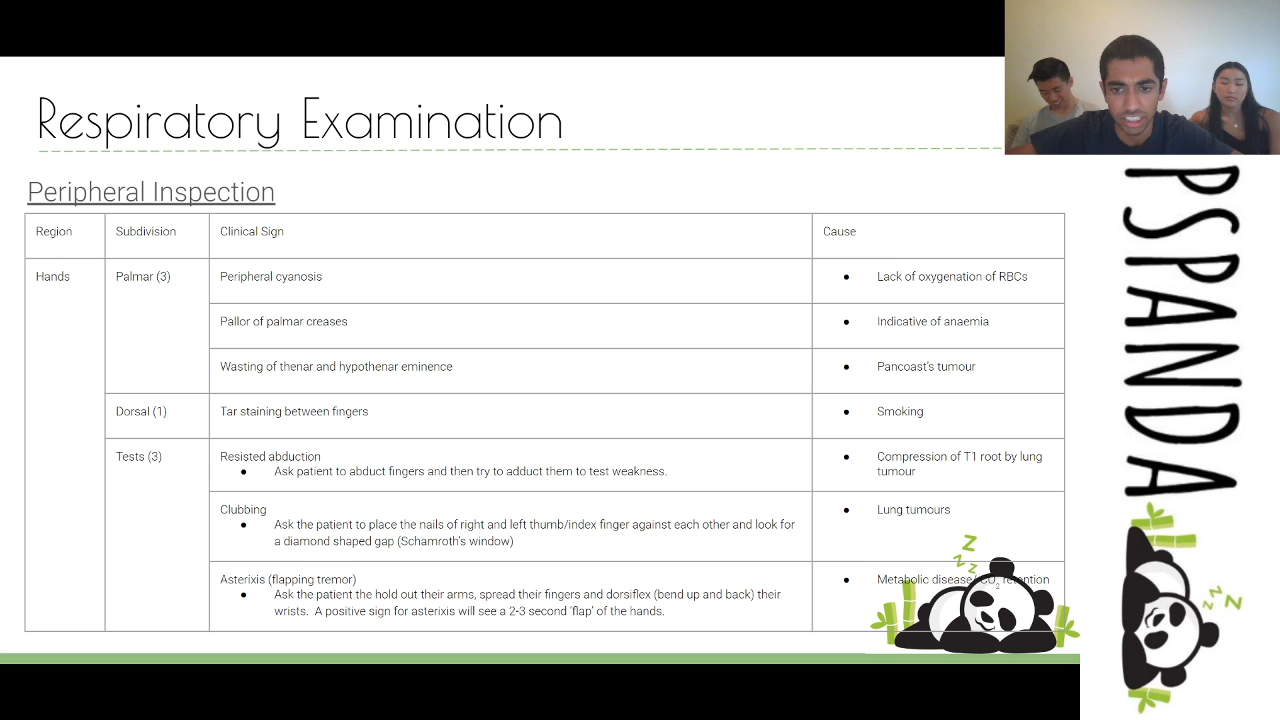 Respiratory Examination
Peripheral Inspection
Region
Subdivision
Clinical Sign
Cause
Hands
Palmar (3)
Peripheral cyanosis
● Lack of oxygenation of RBCs
Pallor of palmar creases
● Indicative of anaemia
Wasting of thenar and hypothenar eminence
● Pancoast's tumour
Dorsal (1)
Tar staining between fingers
● Smoking
Tests (3)
Resisted abduction
● Ask patient to abduct fingers and then try to adduct them to test weakness.
● Compression of T1 root by lung
tumour
Clubbing
● Ask the patient to place the nails of right and left thumb/index finger against each other and look for
a diamond shaped gap (Schamroth's window)
● Lung tumours
Asterixis (flapping tremor)
● Ask the patient the hold out their arms, spread their fingers and dorsiflex (bend up and back) their
wrists. A positive sign for asterixis will see a 2-3 second 'flap' of the hands.
● Metabolic disease/ CO2 retention
z z z Z
PSPANDA
z z Z